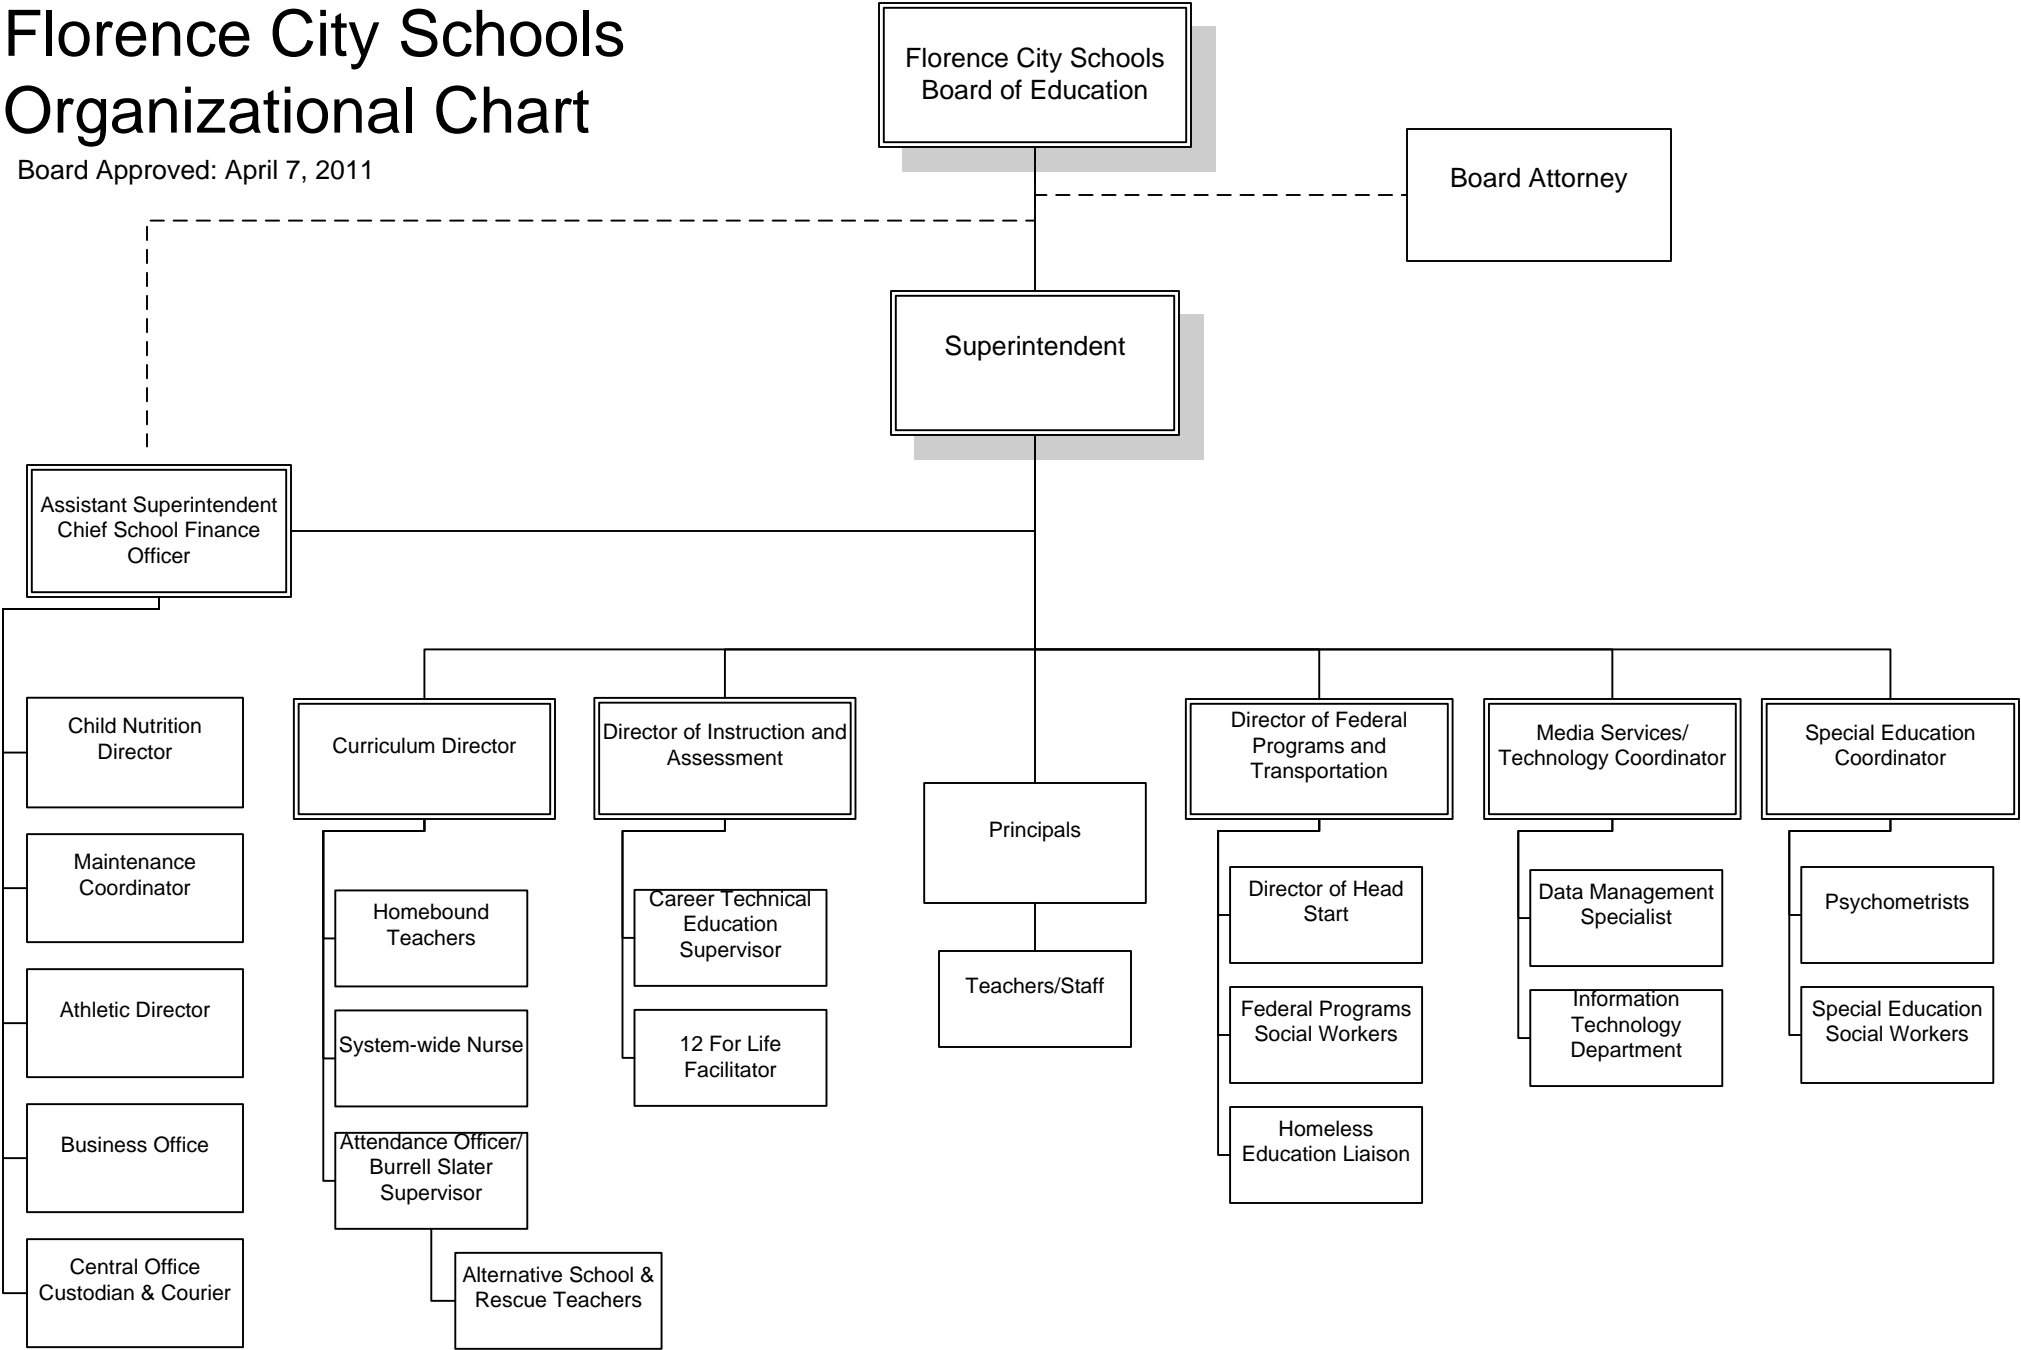 Florence City Schools
Organizational Chart
Board Approved: April 7, 2011
Florence City Schools
Board of Education
Board Attorney
Superintendent
Assistant Superintendent
Chief School Finance
Officer
Child Nutrition
Director
Maintenance
Coordinator
Athletic Director
Business Office
Central Office
Custodian & Courier
Curriculum Director
Homebound
Teachers
System-wide Nurse
Attendance Officer/
Burrell Slater
Supervisor
Alternative School &
Rescue Teachers
Director of Instruction and
Assessment
Career Technical
Education
Supervisor
12 For Life
Facilitator
Principals
Teachers/Staff
Director of Federal
Programs and
Transportation
Director of Head
Start
Federal Programs
Social Workers
Homeless
Education Liaison
Media Services/
Technology Coordinator
Data Management
Specialist
Information
Technology
Department
Special Education
Coordinator
Psychometrists
Special Education
Social Workers